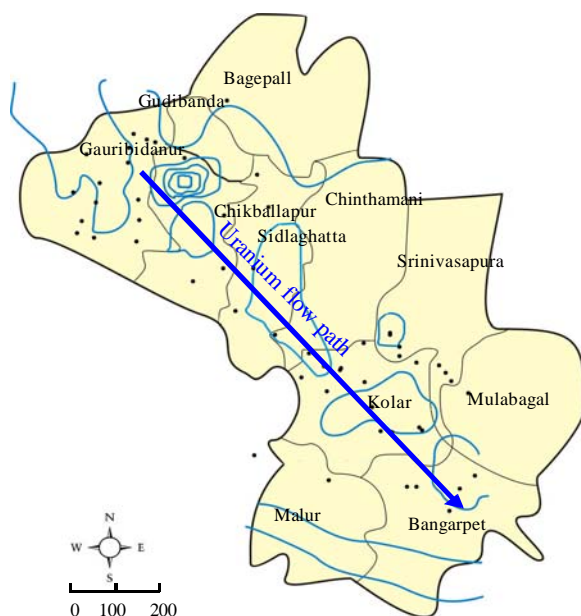 Bagepall
Gudibanda
Gauribidanur
Chinthamani
Chikballapur
Sidlaghatta
Srinivasapura
Uranium flow path
Kolar
Mulabagal
Malur
Bangarpet
N
W E
S
0 100 200